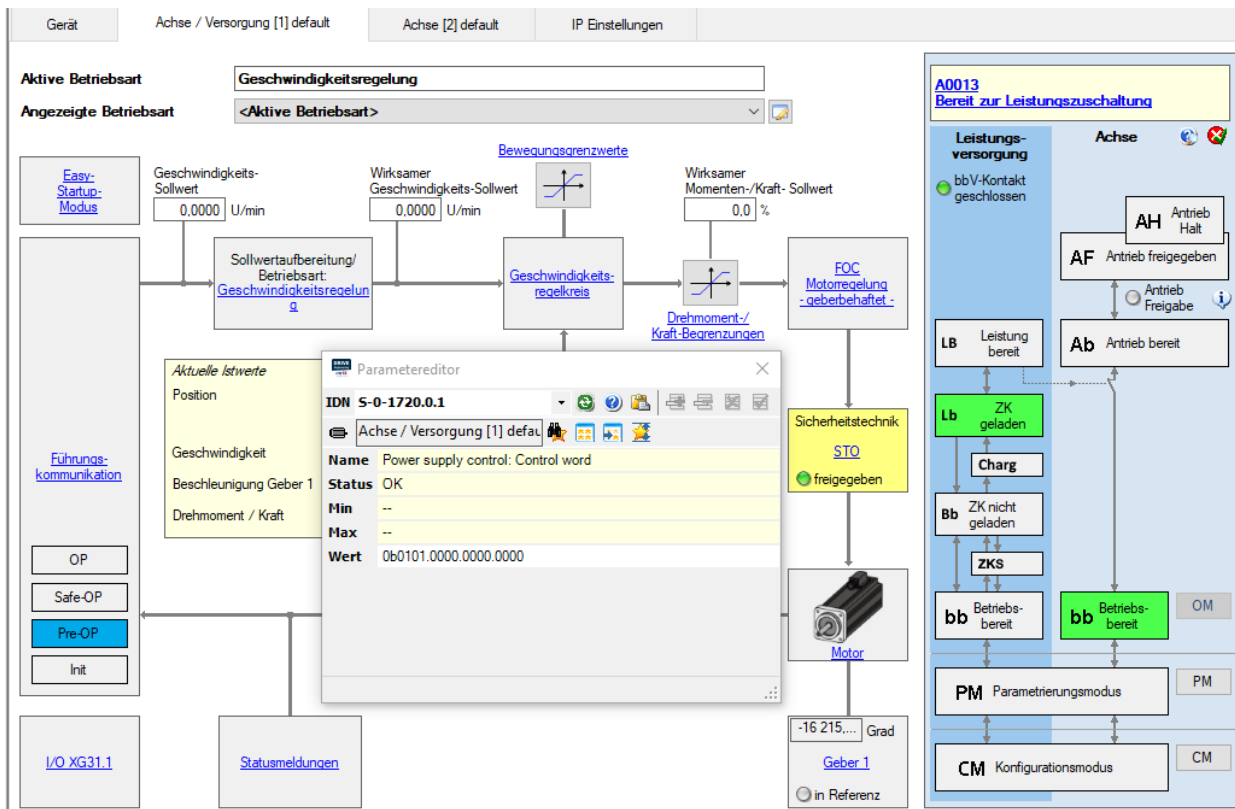 Gerät
Achse / Versorgung [1] default
Achse [2] default
IP Einstellungen
Aktive Betriebsart
Geschwindigkeitsregelung
Angezeigte Betriebsart
<Aktive Betriebsart>
Easy-
Startup-
Modus
Geschwindigkeits-
Sollwert
0,0000 U/min
Wirksamer
Geschwindigkeits-Sollwert
0,0000 U/min
Bewegungsgrenzwerte
Wirksamer
Momenten-/Kraft- Sollwert
0,0 %
Sollwertaufbereitung/
Betriebsart:
Geschwindigkeitsregelun
g
Geschwindigkeits-
regelkreis
Drehmoment-/
Kraft-Begrenzungen
FOC
Motorregelung
- geberbehaftet -
Führungs-
kommunikation
OP
Safe-OP
Pre-OP
Init
Aktuelle Istwerte
Position
Geschwindigkeit
Beschleunigung Geber 1
Drehmoment / Kraft
Parametereditor
IDN S-0-1720.0.1
Achse / Versorgung [1] defau
Name Power supply control: Control word
Status OK
Min --
Max --
Wert 0b0101.0000.0000.0000
Sicherheitstechnik
STO
freigegeben
Motor
-16 215,... Grad
Geber 1
in Referenz
I/O XG31.1
Statusmeldungen
A0013
Bereit zur Leistungszuschaltung
Leistungs-
versorgung
Achse
bbV-Kontakt
geschlossen
AH Antrieb
Halt
AF Antrieb freigegeben
Antrieb
Freigabe
LB Leistung
bereit
Ab Antrieb bereit
Lb ZK
geladen
Charg
Bb ZK nicht
geladen
ZKS
bb Betriebs-
bereit
bb Betriebs-
bereit
OM
PM Parametrierungsmodus
PM
CM Konfigurationsmodus
CM